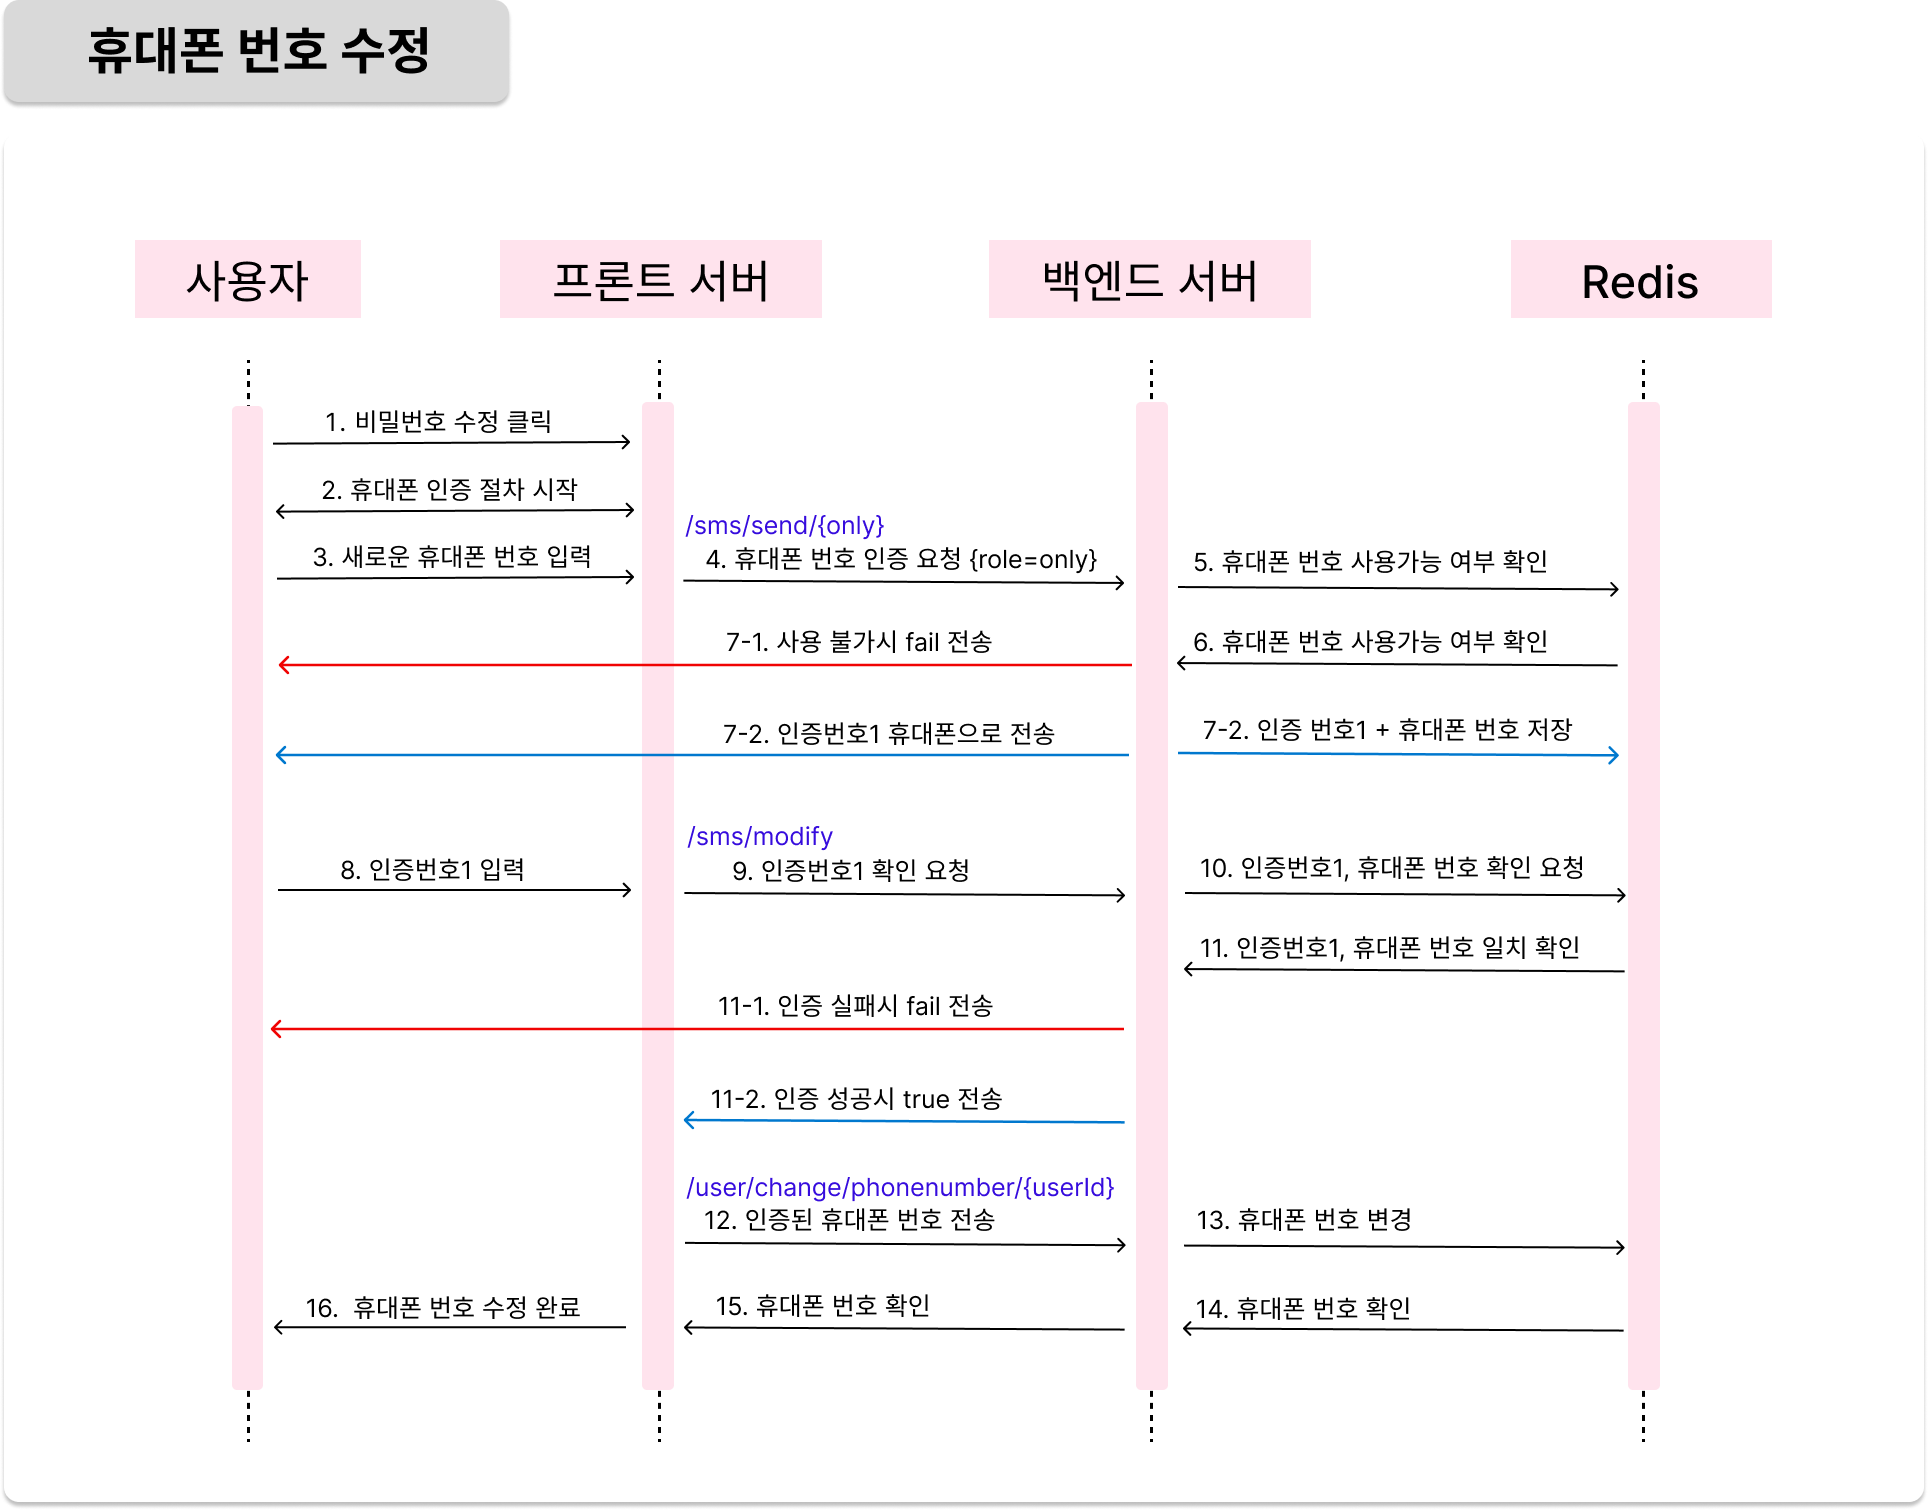 휴대폰 번호 수정
사용자
프론트 서버
백엔드 서버
Redis
1. 비밀번호 수정 클릭
2. 휴대폰 인증 절차 시작
/sms/send/{only}
3. 새로운 휴대폰 번호 입력
4. 휴대폰 번호 인증 요청 {role=only}
5. 휴대폰 번호 사용가능 여부 확인
7-1. 사용 불가시 fail 전송
6. 휴대폰 번호 사용가능 여부 확인
7-2. 인증번호1 휴대폰으로 전송
7-2. 인증 번호1 + 휴대폰 번호 저장
/sms/modify
8. 인증번호1 입력
9. 인증번호1 확인 요청
10. 인증번호1, 휴대폰 번호 확인 요청
11. 인증번호1, 휴대폰 번호 일치 확인
11-1. 인증 실패시 fail 전송
11-2. 인증 성공시 true 전송
/user/change/phonenumber/{userId}
12. 인증된 휴대폰 번호 전송
13. 휴대폰 번호 변경
16. 휴대폰 번호 수정 완료
15. 휴대폰 번호 확인
14. 휴대폰 번호 확인